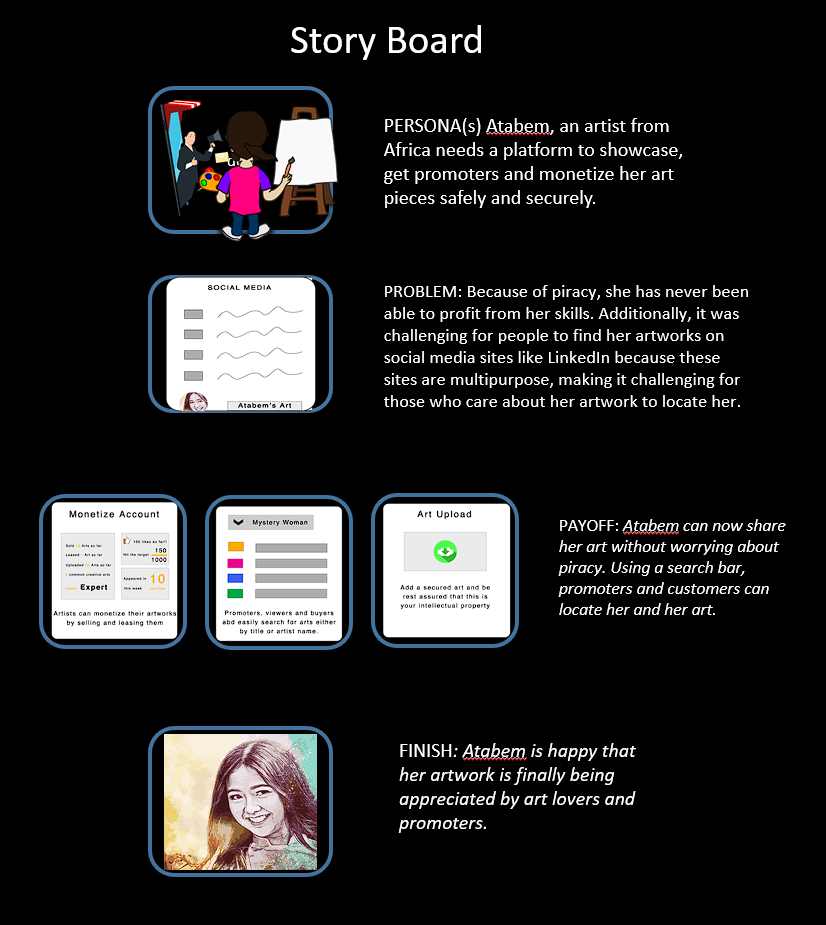 Story Board
PERSONA(s) Atabem, an artist from
Africa needs a platform to showcase,
get promoters and monetize her art
pieces safely and securely.
SOCIAL MEDIA
Atabem's Art
PROBLEM: Because of piracy, she has never been
able to profit from her skills. Additionally, it was
challenging for people to find her artworks on
social media sites like LinkedIn because these
sites are multipurpose, making it challenging for
those who care about her artwork to locate her.
Monetize Account
Arts so far
Leased
Art so far
Uploaded
Arts so far
common creative arts
Expert
150 likes so far!!
Hit the target
150
1000
Appeared in
this week
10
Artists can monetize their artworks
by selling and leasing them
Mystery Woman
Promoters, viewers and buyers
abd easily search for arts either
by title or artist name.
Art Upload
Add a secured art and be
rest assured that this is
your intellectual property
PAYOFF: Atabem can now share
her art without worrying about
piracy. Using a search bar,
promoters and customers can
locate her and her art.
FINISH: Atabem is happy that
her artwork is finally being
appreciated by art lovers and
promoters.